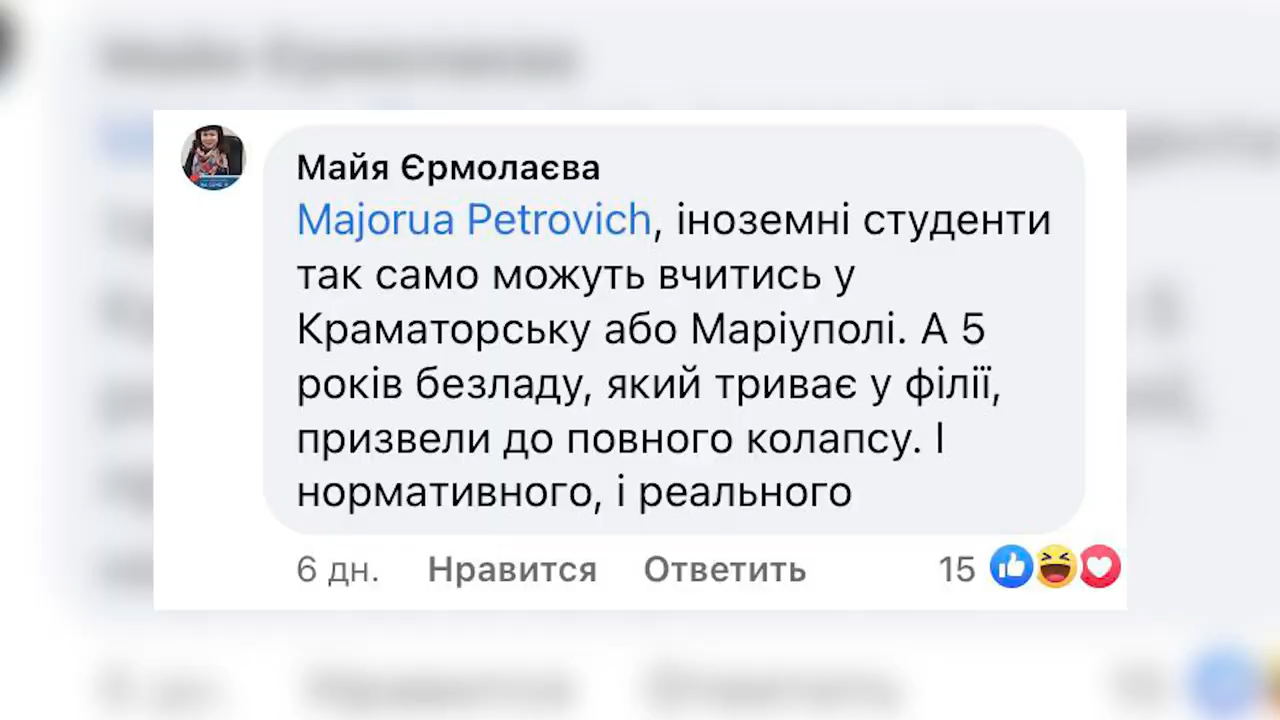 Майя Єрмолаєва
Majorua Petrovich, іноземні студенти
так само можуть вчитись у
Краматорську або Маріуполі. А 5
років безладу, який триває у філії,
призвели до повного колапсу. І
нормативного, і реального
6 дн. Нравится Ответить 15